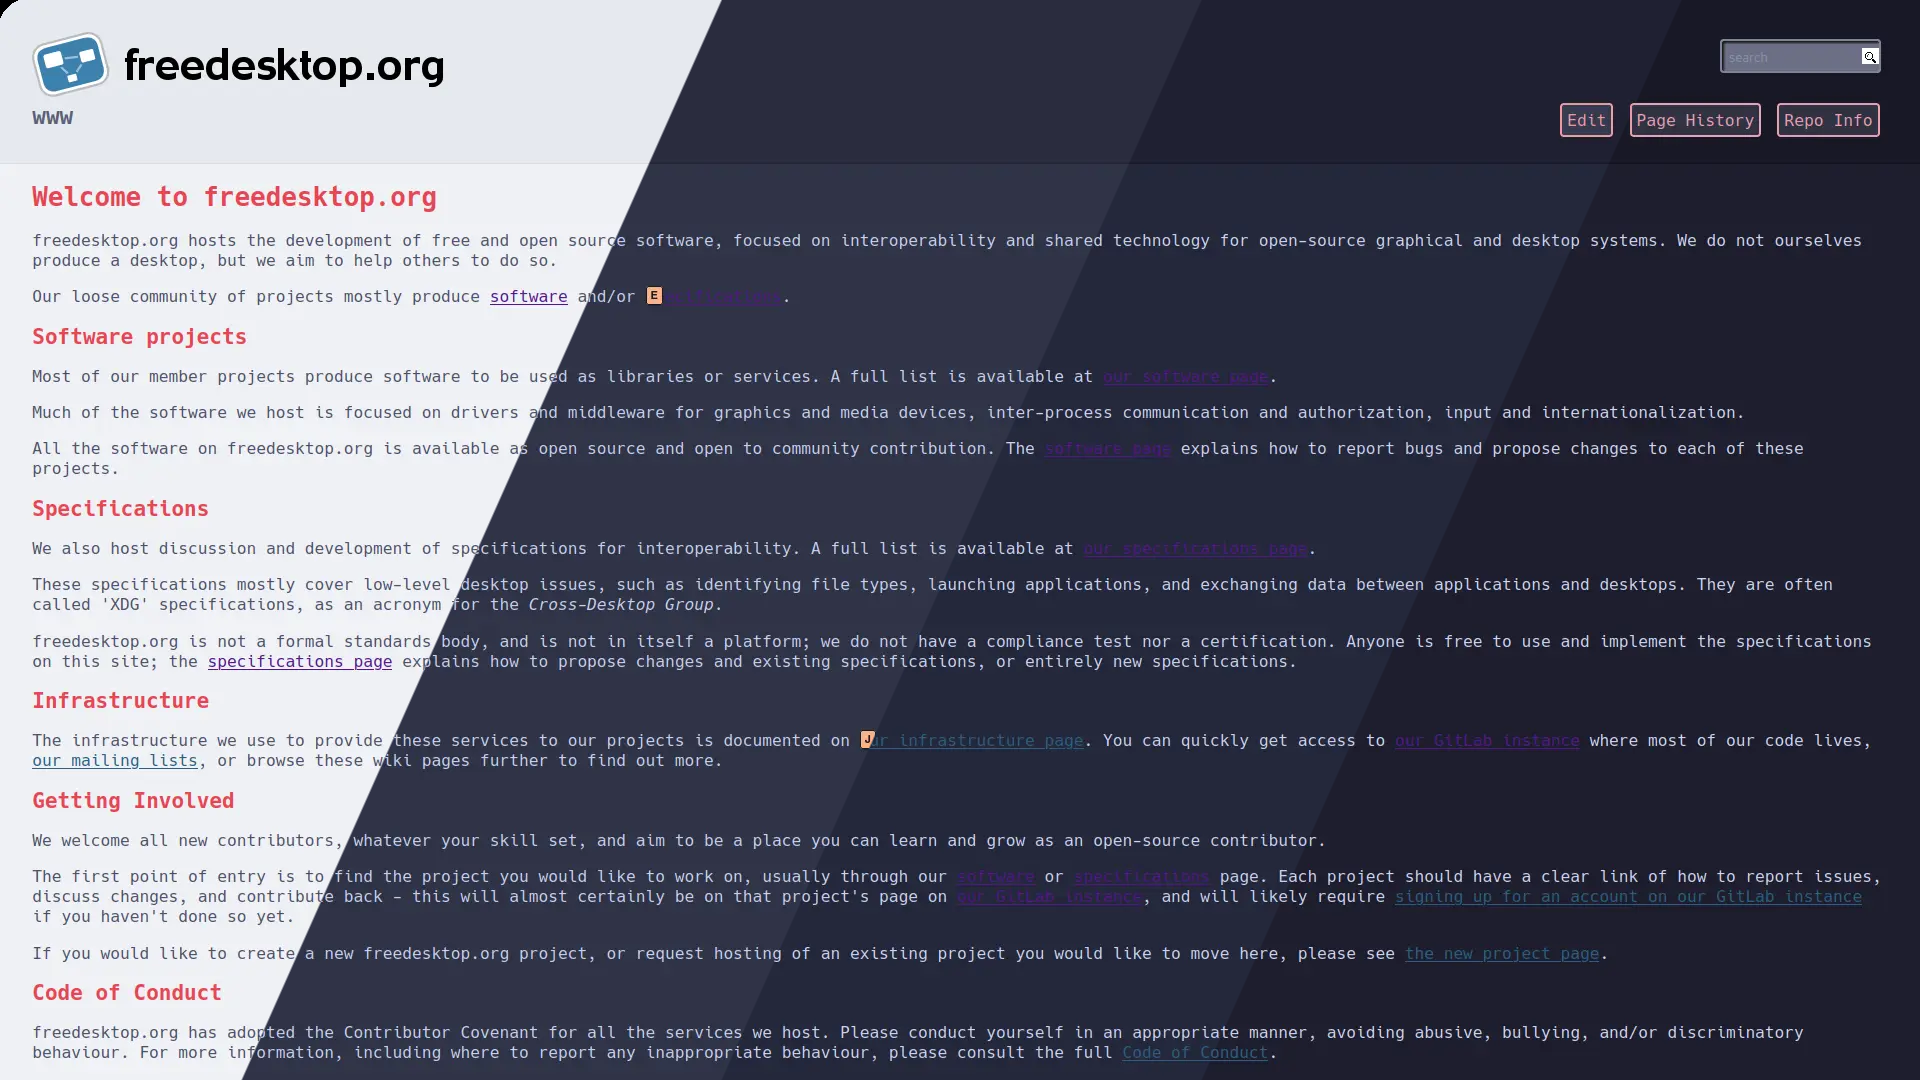 freedesktop.org
www
search
Edit
Page History
Repo Info
Welcome to freedesktop.org
freedesktop.org hosts the development of free and open source software, focused on interoperability and shared technology for open-source graphical and desktop systems. We do not ourselves
produce a desktop, but we aim to help others to do so.
Our loose community of projects mostly produce software and/or E .
Software projects
Most of our member projects produce software to be used as libraries or services. A full list is available at our software page.
Much of the software we host is focused on drivers and middleware for graphics and media devices, inter-process communication and authorization, input and internationalization.
All the software on freedesktop.org is available as open source and open to community contribution. The software page explains how to report bugs and propose changes to each of these
projects.
Specifications
We also host discussion and development of specifications for interoperability. A full list is available at our specifications page.
These specifications mostly cover low-level desktop issues, such as identifying file types, launching applications, and exchanging data between applications and desktops. They are often
called 'XDG' specifications, as an acronym for the Cross-Desktop Group.
freedesktop.org is not a formal standards body, and is not in itself a platform; we do not have a compliance test nor a certification. Anyone is free to use and implement the specifications
on this site; the specifications page explains how to propose changes and existing specifications, or entirely new specifications.
Infrastructure
The infrastructure we use to provide these services to our projects is documented on J ur infrastructure page. You can quickly get access to our GitLab instance where most of our code lives,
our mailing lists, or browse these wiki pages further to find out more.
Getting Involved
We welcome all new contributors, whatever your skill set, and aim to be a place you can learn and grow as an open-source contributor.
The first point of entry is to find the project you would like to work on, usually through our software or specifications page. Each project should have a clear link of how to report issues,
discuss changes, and contribute back - this will almost certainly be on that project's page on our GitLab instance, and will likely require signing up for an account on our GitLab instance
if you haven't done so yet.
If you would like to create a new freedesktop.org project, or request hosting of an existing project you would like to move here, please see the new project page.
Code of Conduct
freedesktop.org has adopted the Contributor Covenant for all the services we host. Please conduct yourself in an appropriate manner, avoiding abusive, bullying, and/or discriminatory
behaviour. For more information, including where to report any inappropriate behaviour, please consult the full Code of Conduct.